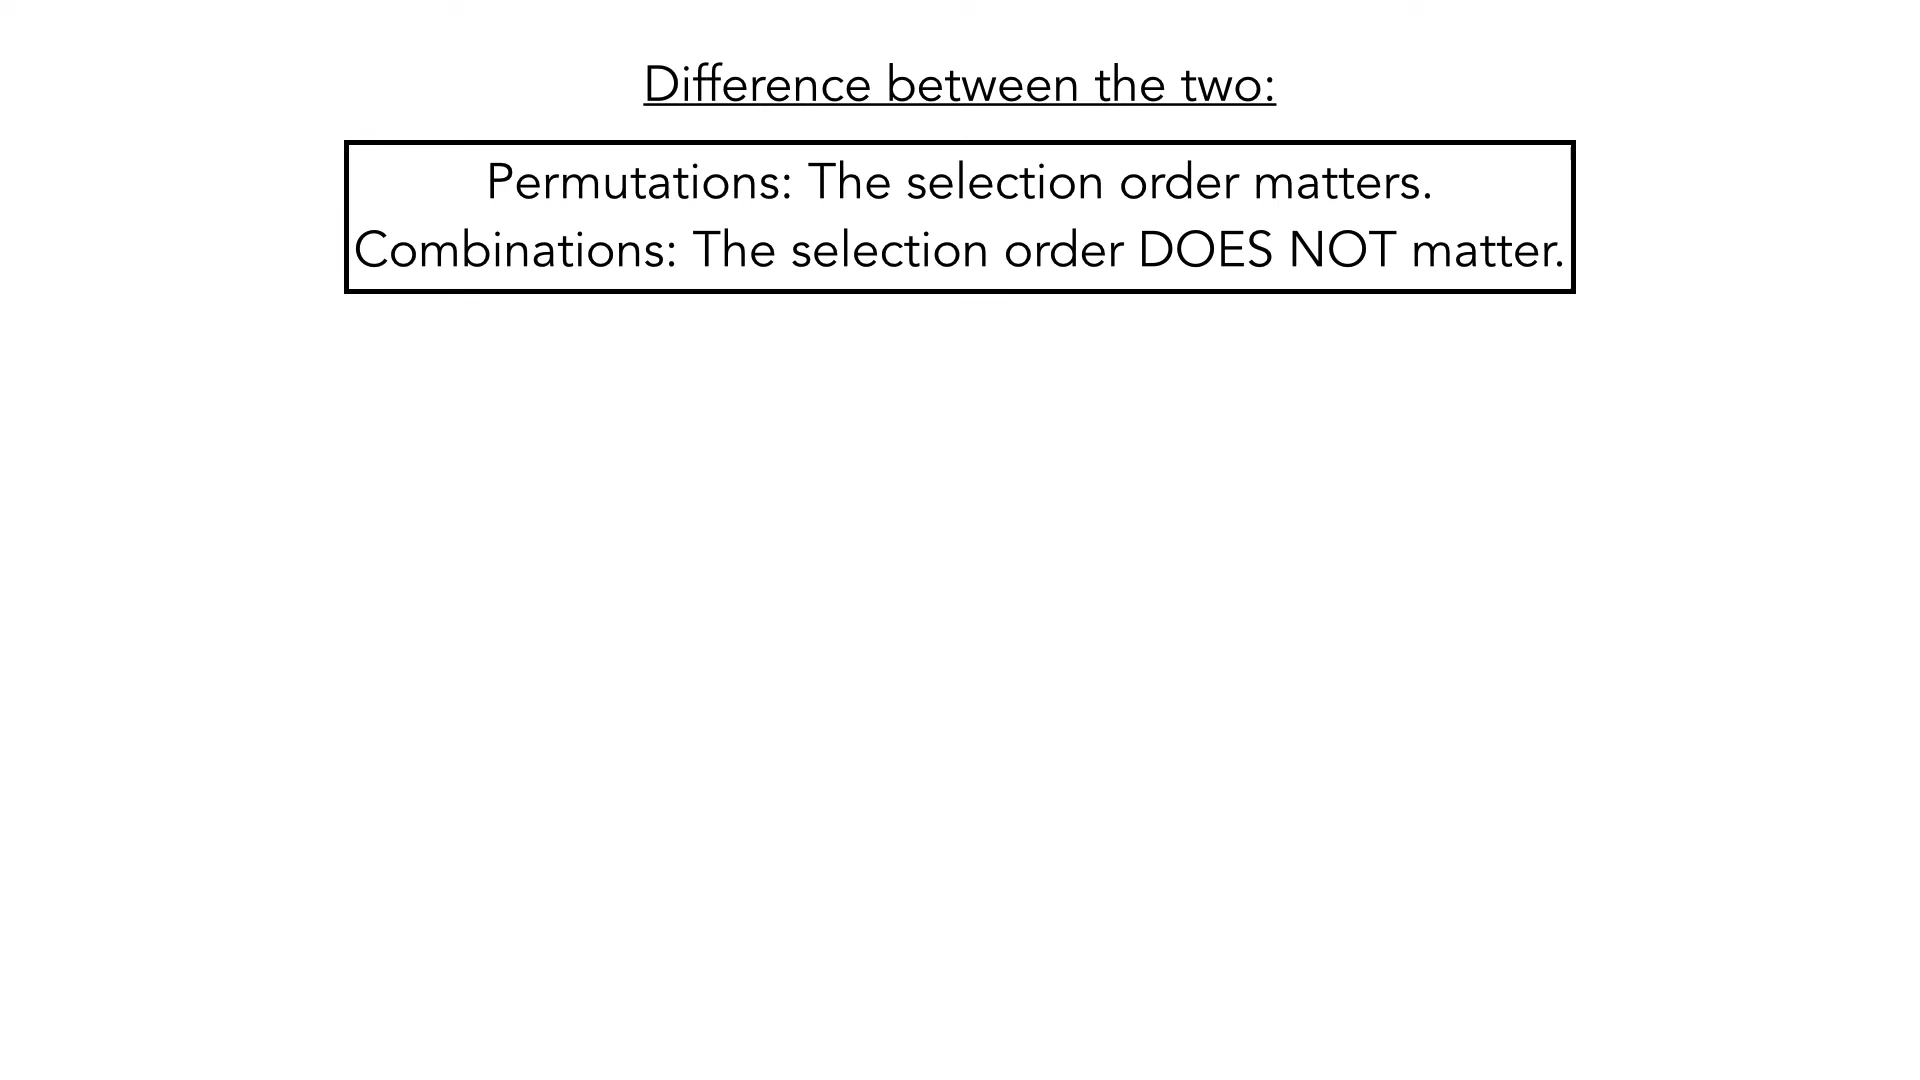 Difference between the two:
Permutations: The selection order matters.
Combinations: The selection order DOES NOT matter.